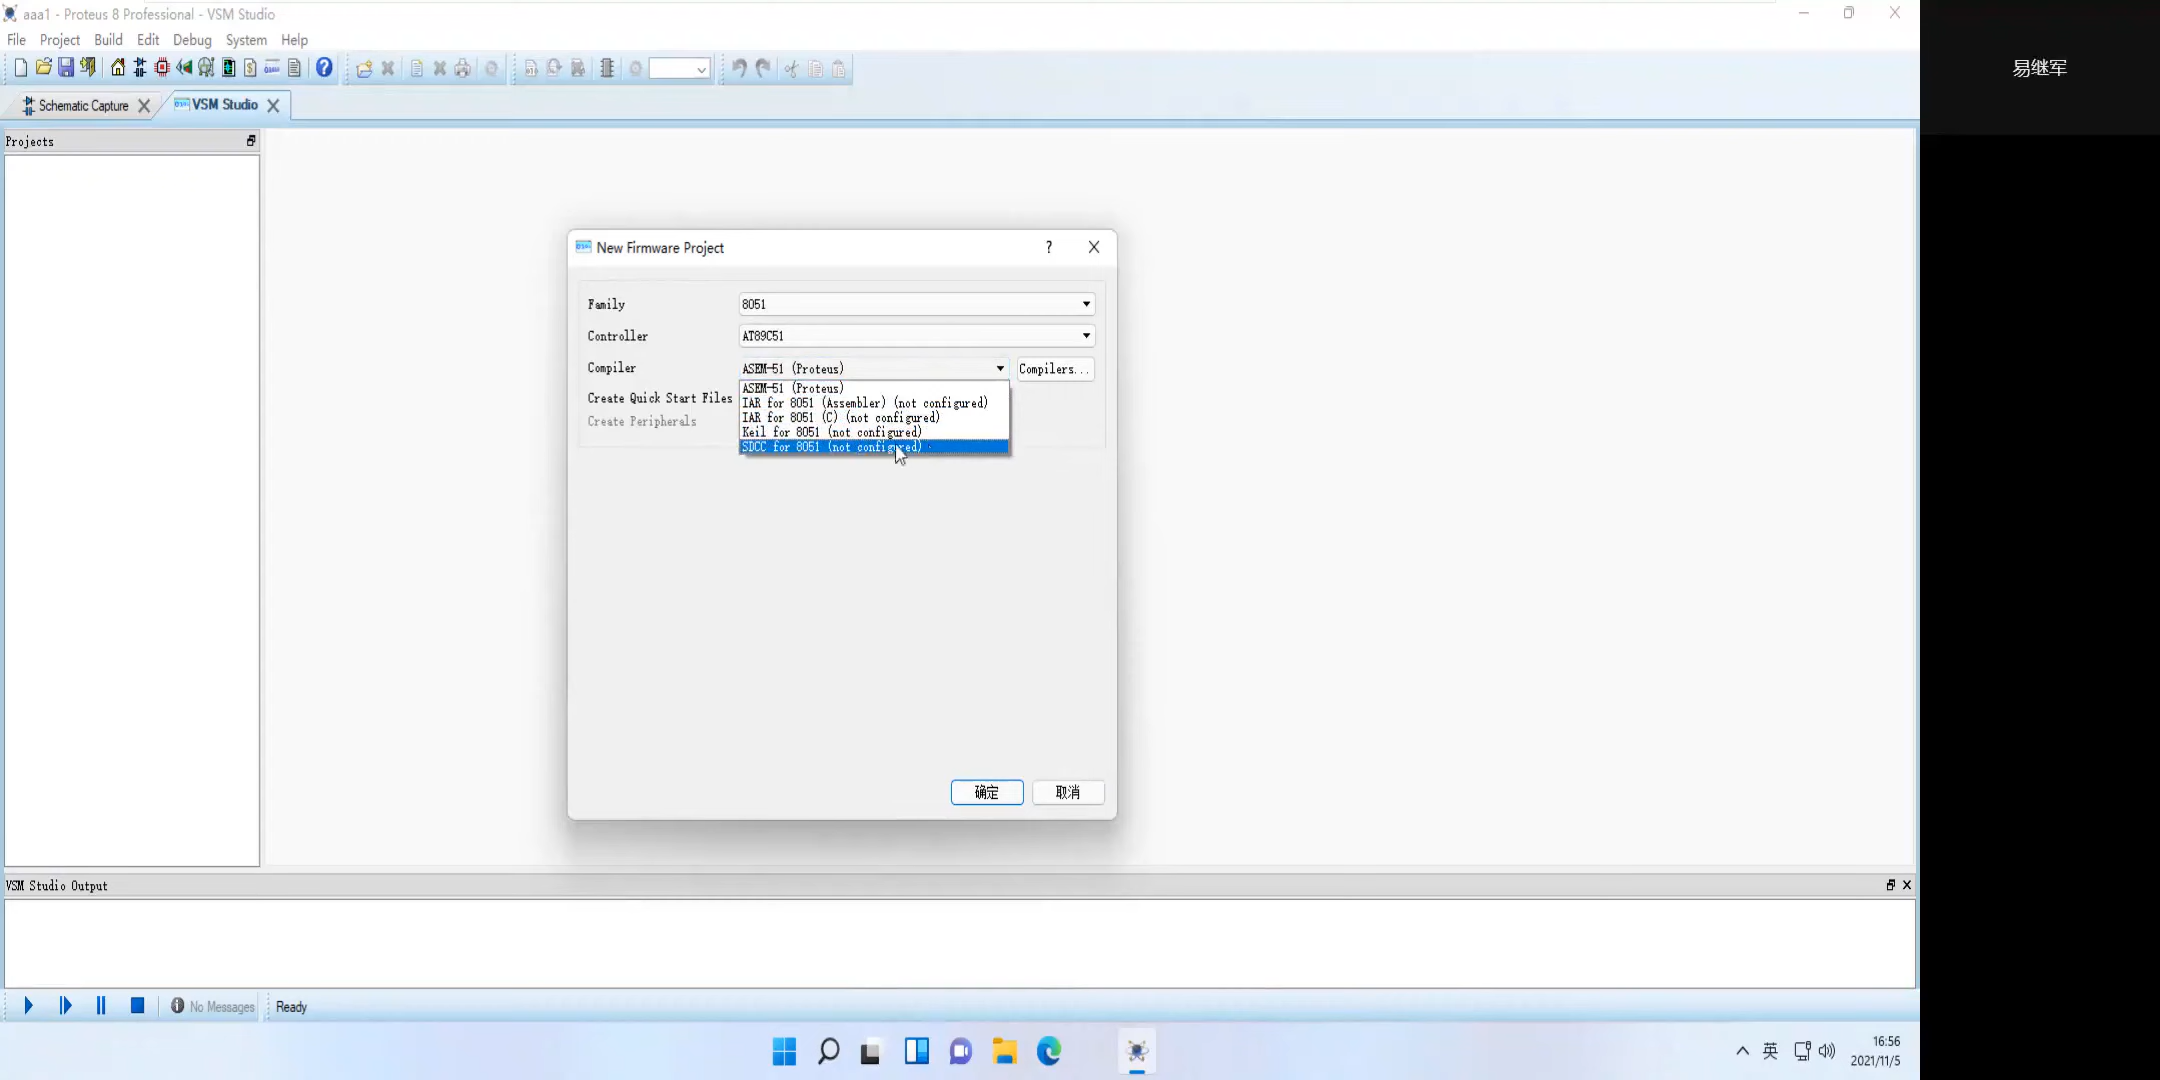 aaa1 - Proteus 8 Professional - VSM Studio
File Project Build Edit Debug System Help
Schematic Capture
VSM Studio
易继军
Projects
New Firmware Project
Family
8051
Controller
AT89C51
Compiler
ASEM-51 (Proteus)
Compilers...
ASEM-51 (Proteus)
IAR for 8051 (Assembler) (not configured)
IAR for 8051 (C) (not configured)
Keil for 8051 (not configured)
SDCC for 8051 (not configured)
Create Quick Start Files
Create Peripherals
确定
取消
VSM Studio Output
No Messages
Ready
英
16:56
2021/11/5